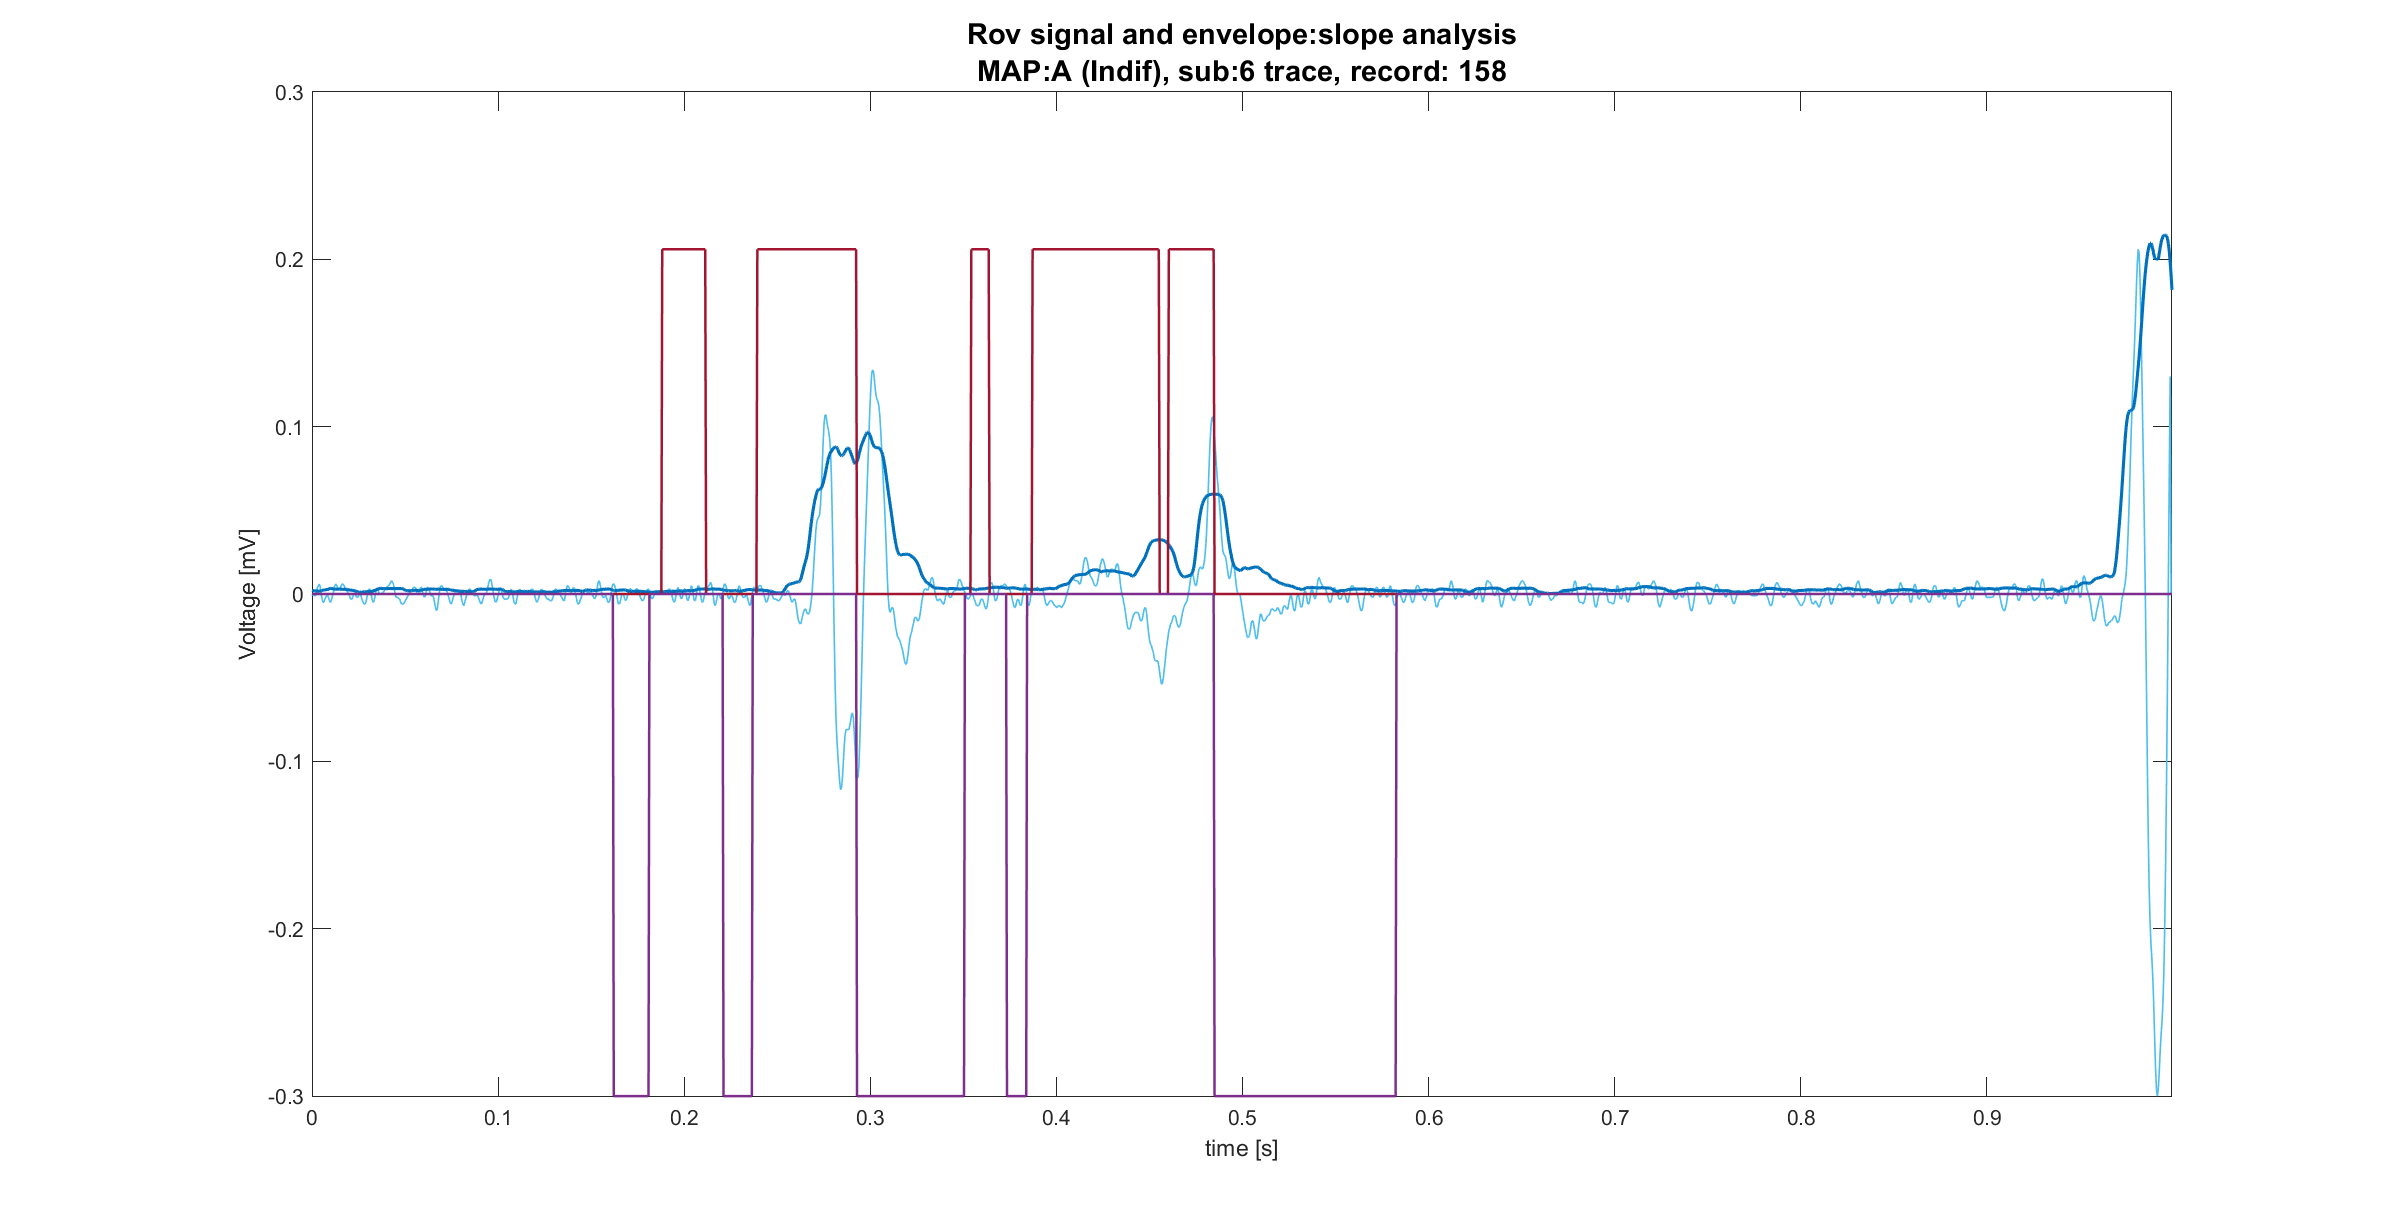 Rov signal and envelope:slope analysis
MAP:A (Indif), sub:6 trace, record: 158
0.3
0.2
0.1
0
-0.1
-0.2
-0.3
Voltage [mV]
0 0.1 0.2 0.3 0.4 0.5 0.6 0.7 0.8 0.9
time [s]